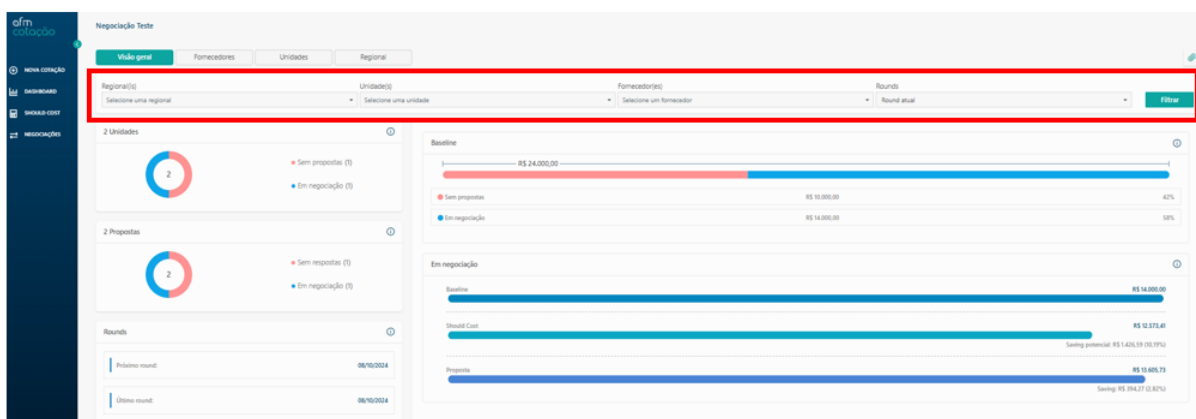 afm
cotação
NOVA COTAÇÃO
DASHBOARD
SHOULD COST
NEGOCIAÇÕES
Negociação Teste
Visão geral
Fornecedores
Unidades
Regional
Regional(is)
Selecione uma regional
Unidade(s)
Selecione uma unidade
Fornecedor(es)
Selecione um fornecedor
Rounds
Round atual
Filtrar
2 Unidades
2
Sem propostas (1)
Em negociação (1)
2 Propostas
2
Sem respostas (1)
Em negociação (1)
Rounds
Próximo round:
08/10/2024
Último round:
08/10/2024
Baseline
R$ 24.000,00
Sem propostas R$ 10.000,00 42%
Em negociação R$ 14.000,00 58%
Em negociação
Baseline R$ 14.000,00
Should Cost R$ 12.573,41
Saving potencial: R$ 1.426,59 (10,19%)
Proposta R$ 13.605,73
Saving: R$ 394,27 (2,82%)